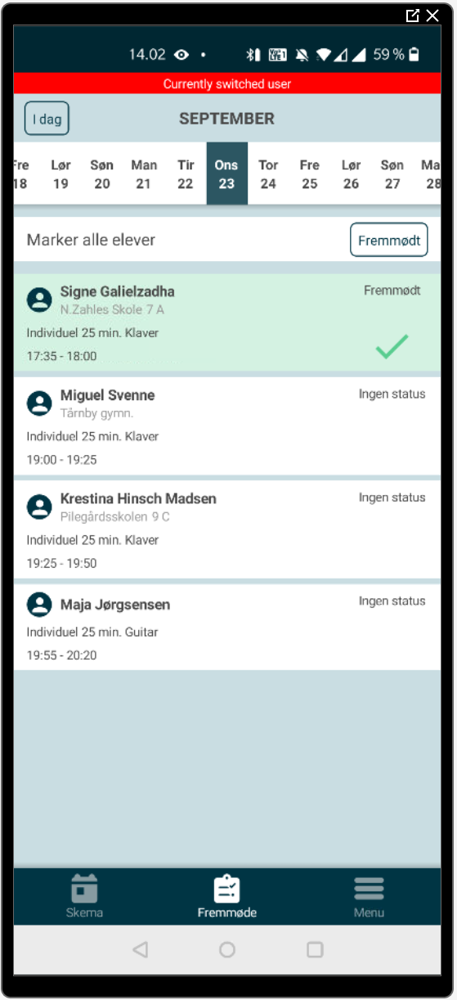 14.02 59 %
Currently switched user
I dag SEPTEMBER
Fre Lør Søn Man Tir Ons Tor Fre Lør Søn Ma
18 19 20 21 22 23 24 25 26 27 28
Marker alle elever Fremmødt
Signe Galielzadha Fremmødt
N.Zahles Skole 7 A
Individuel 25 min. Klaver
17:35 - 18:00
Miguel Svenne Ingen status
Tårnby gymn.
Individuel 25 min. Klaver
19:00 - 19:25
Krestina Hinsch Madsen Ingen status
Pilegårdsskolen 9 C
Individuel 25 min. Klaver
19:25 - 19:50
Maja Jørgsensen Ingen status
Individuel 25 min. Guitar
19:55 - 20:20
Skema Fremmøde Menu